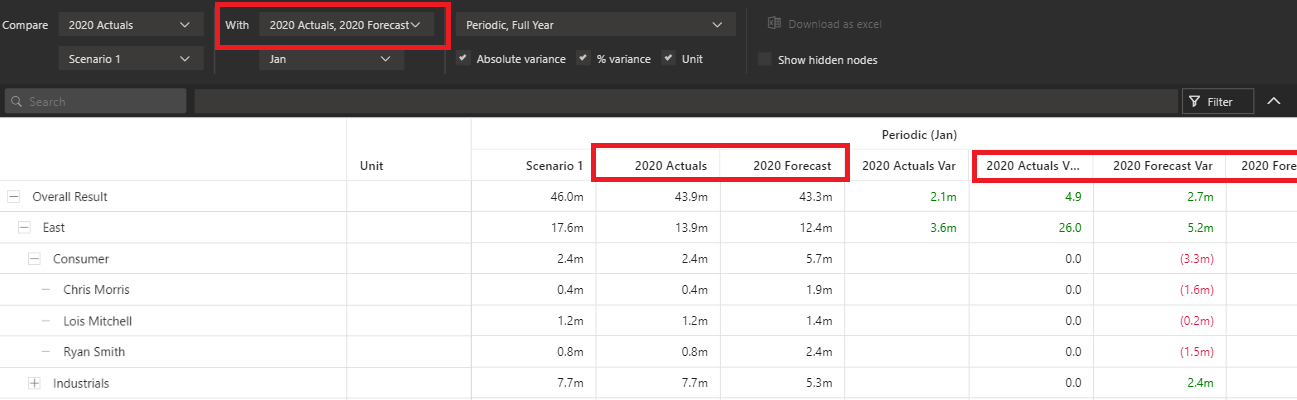 Compare 2020 Actuals With 2020 Actuals, 2020 Forecast Periodic, Full Year Download as excel
Scenario 1 Jan Absolute variance % variance Unit Show hidden nodes
Search Filter
Periodic (Jan)
Unit Scenario 1 2020 Actuals 2020 Forecast 2020 Actuals Var 2020 Actuals V... 2020 Forecast Var 2020 Fore
Overall Result 46.0m 43.9m 43.3m 2.1m 4.9 2.7m
East 17.6m 13.9m 12.4m 3.6m 26.0 5.2m
Consumer 2.4m 2.4m 5.7m 0.0 (3.3m)
Chris Morris 0.4m 0.4m 1.9m 0.0 (1.6m)
Lois Mitchell 1.2m 1.2m 1.4m 0.0 (0.2m)
Ryan Smith 0.8m 0.8m 2.4m 0.0 (1.5m)
Industrials 7.7m 7.7m 5.3m 0.0 2.4m